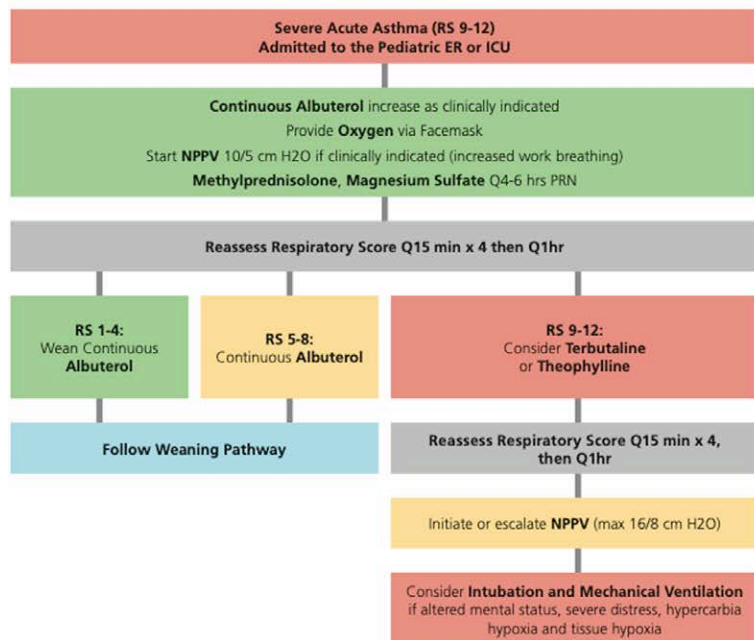 Severe Acute Asthma (RS 9-12)
Admitted to the Pediatric ER or ICU
Continuous Albuterol increase as clinically indicated
Provide Oxygen via Facemask
Start NPPV 10/5 cm H2O if clinically indicated (increased work breathing)
Methylprednisolone, Magnesium Sulfate Q4-6 hrs PRN
Reassess Respiratory Score Q15 min x 4 then Q1hr
RS 1-4:
Wean Continuous
Albuterol
RS 5-8:
Continuous Albuterol
RS 9-12:
Consider Terbutaline
or Theophylline
Follow Weaning Pathway
Reassess Respiratory Score Q15 min x 4,
then Q1hr
Initiate or escalate NPPV (max 16/8 cm H2O)
Consider Intubation and Mechanical Ventilation
if altered mental status, severe distress, hypercarbia
hypoxia and tissue hypoxia